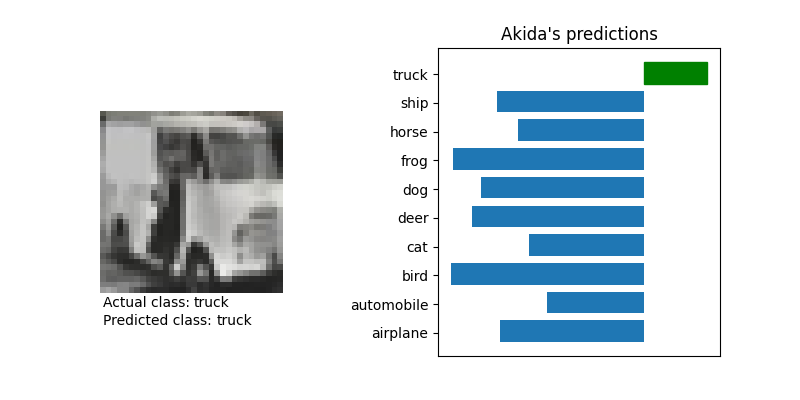 Akida's predictions
truck
ship
horse
frog
dog
deer
cat
bird
automobile
airplane
Actual class: truck
Predicted class: truck